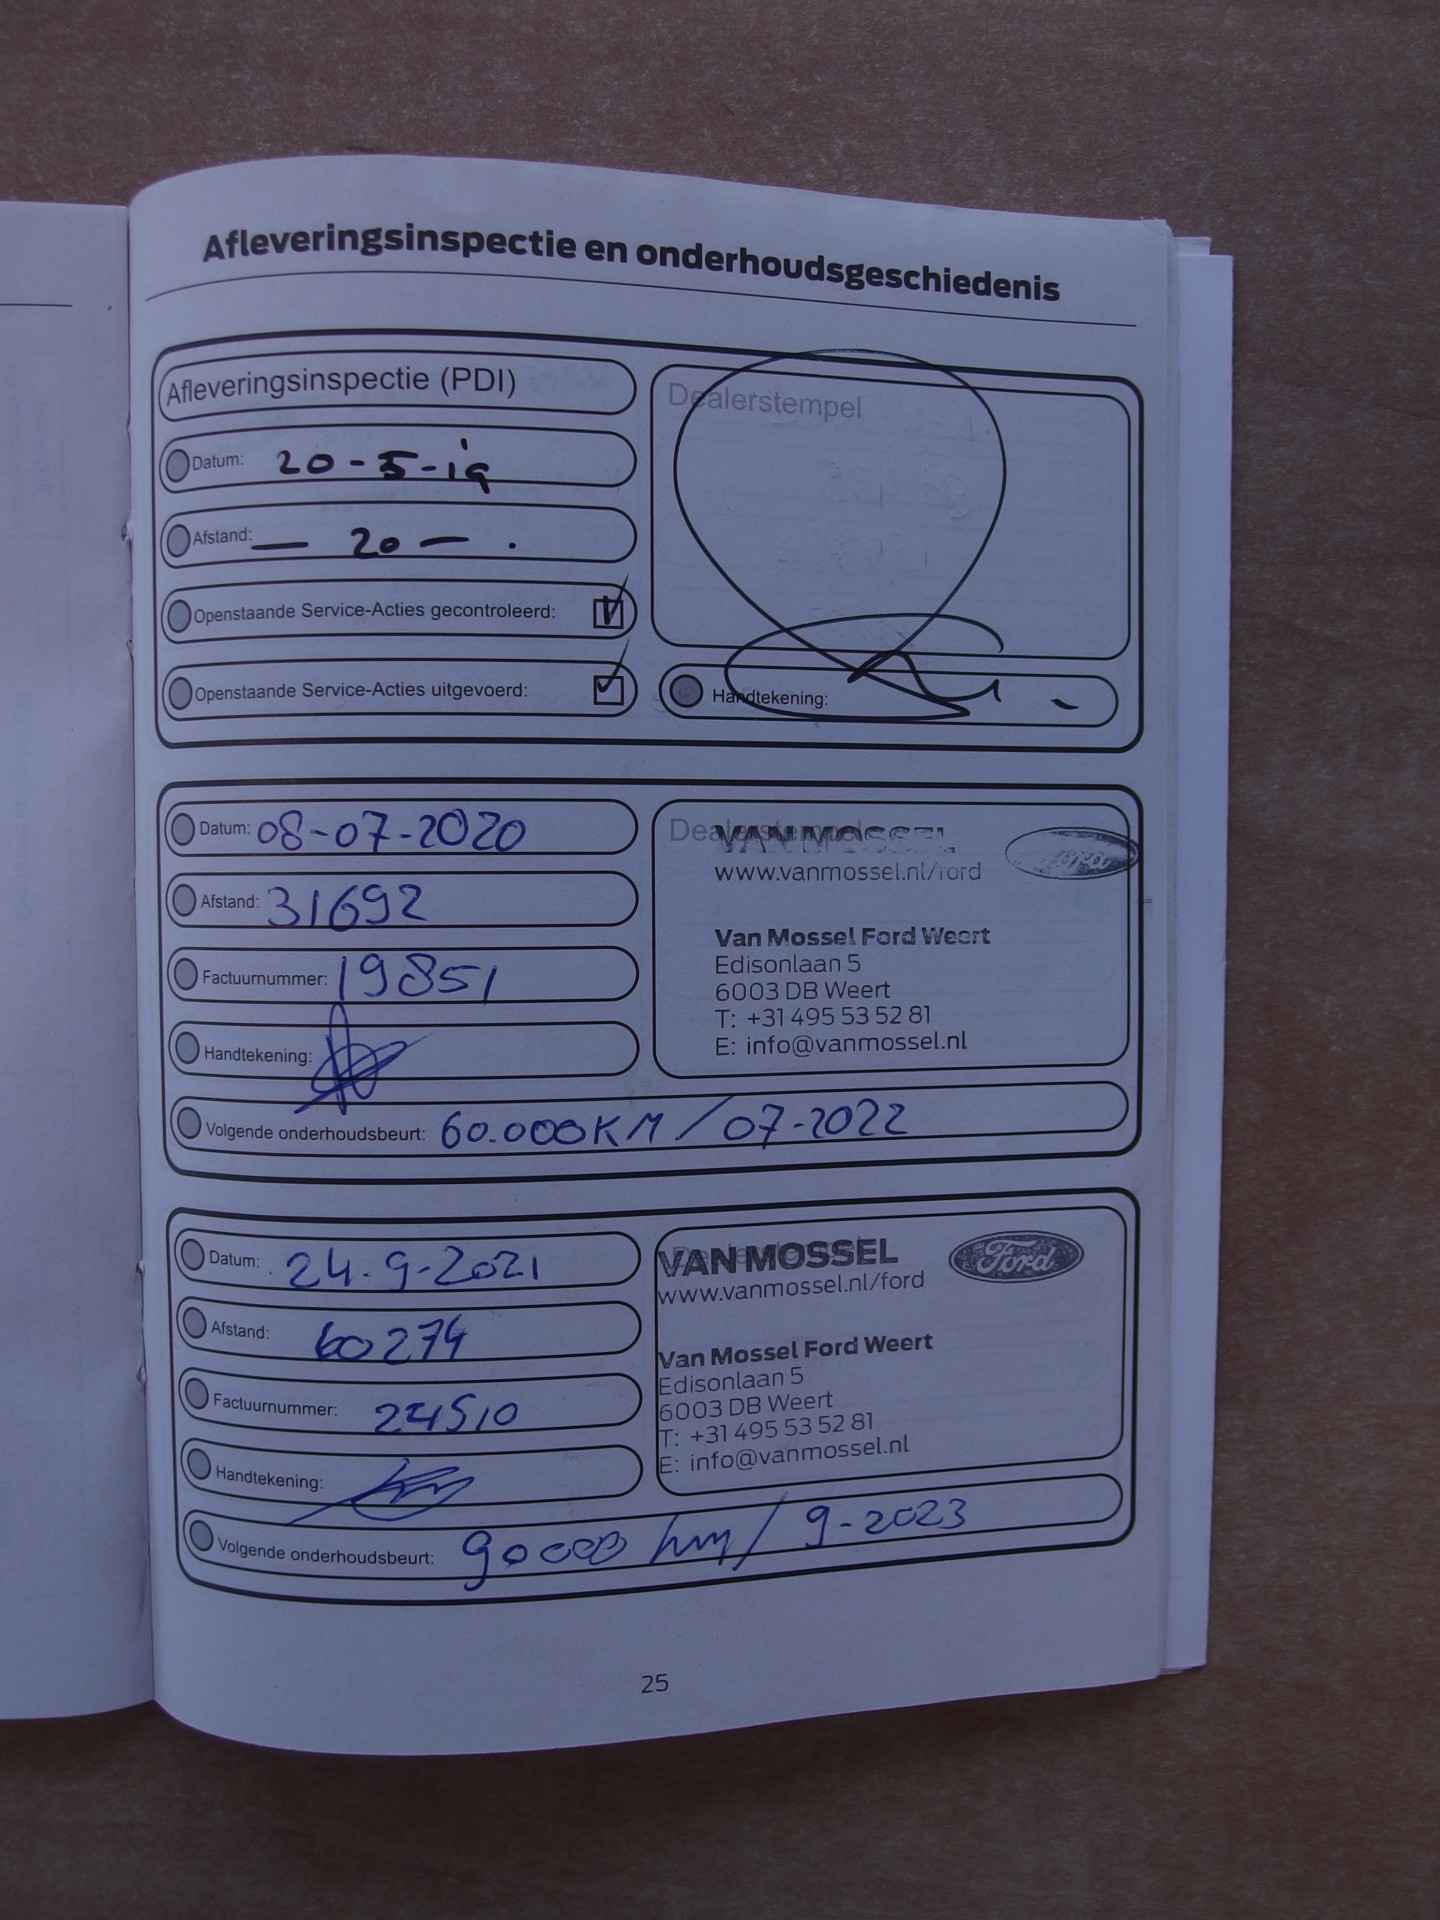 Afleveringsinspectie en onderhoudsgeschiedenis
Afleveringsinspectie (PDI)
Datum: 20-5-19
Afstand: — 20 — .
Openstaande Service-Acties gecontroleerd:
Openstaande Service-Acties uitgevoerd:
Dealerstempel
Handtekening:
Datum: 08-07-2020
Afstand: 31692
Factuurnummer: 19851
Handtekening:
Dealerstempel
VAN MOSSEL
Ford
www.vanmossel.nl/ford
Van Mossel Ford Weert
Edisonlaan 5
6003 DB Weert
T: +31 495 53 52 81
E: info@vanmossel.nl
Volgende onderhoudsbeurt: 60.000KM / 07-2022
Datum: 24-9-2021
Afstand: 60274
Factuurnummer: 24510
Handtekening:
Dealerstempel
VAN MOSSEL
Ford
www.vanmossel.nl/ford
Van Mossel Ford Weert
Edisonlaan 5
6003 DB Weert
T: +31 495 53 52 81
E: info@vanmossel.nl
Volgende onderhoudsbeurt: 90000 km / 9-2023
25